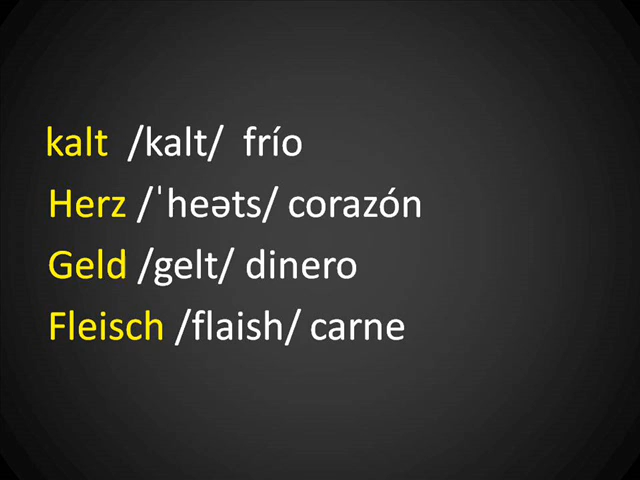 kalt /kalt/ frío
Herz /ˈheəts/ corazón
Geld /gelt/ dinero
Fleisch /flaish/ carne